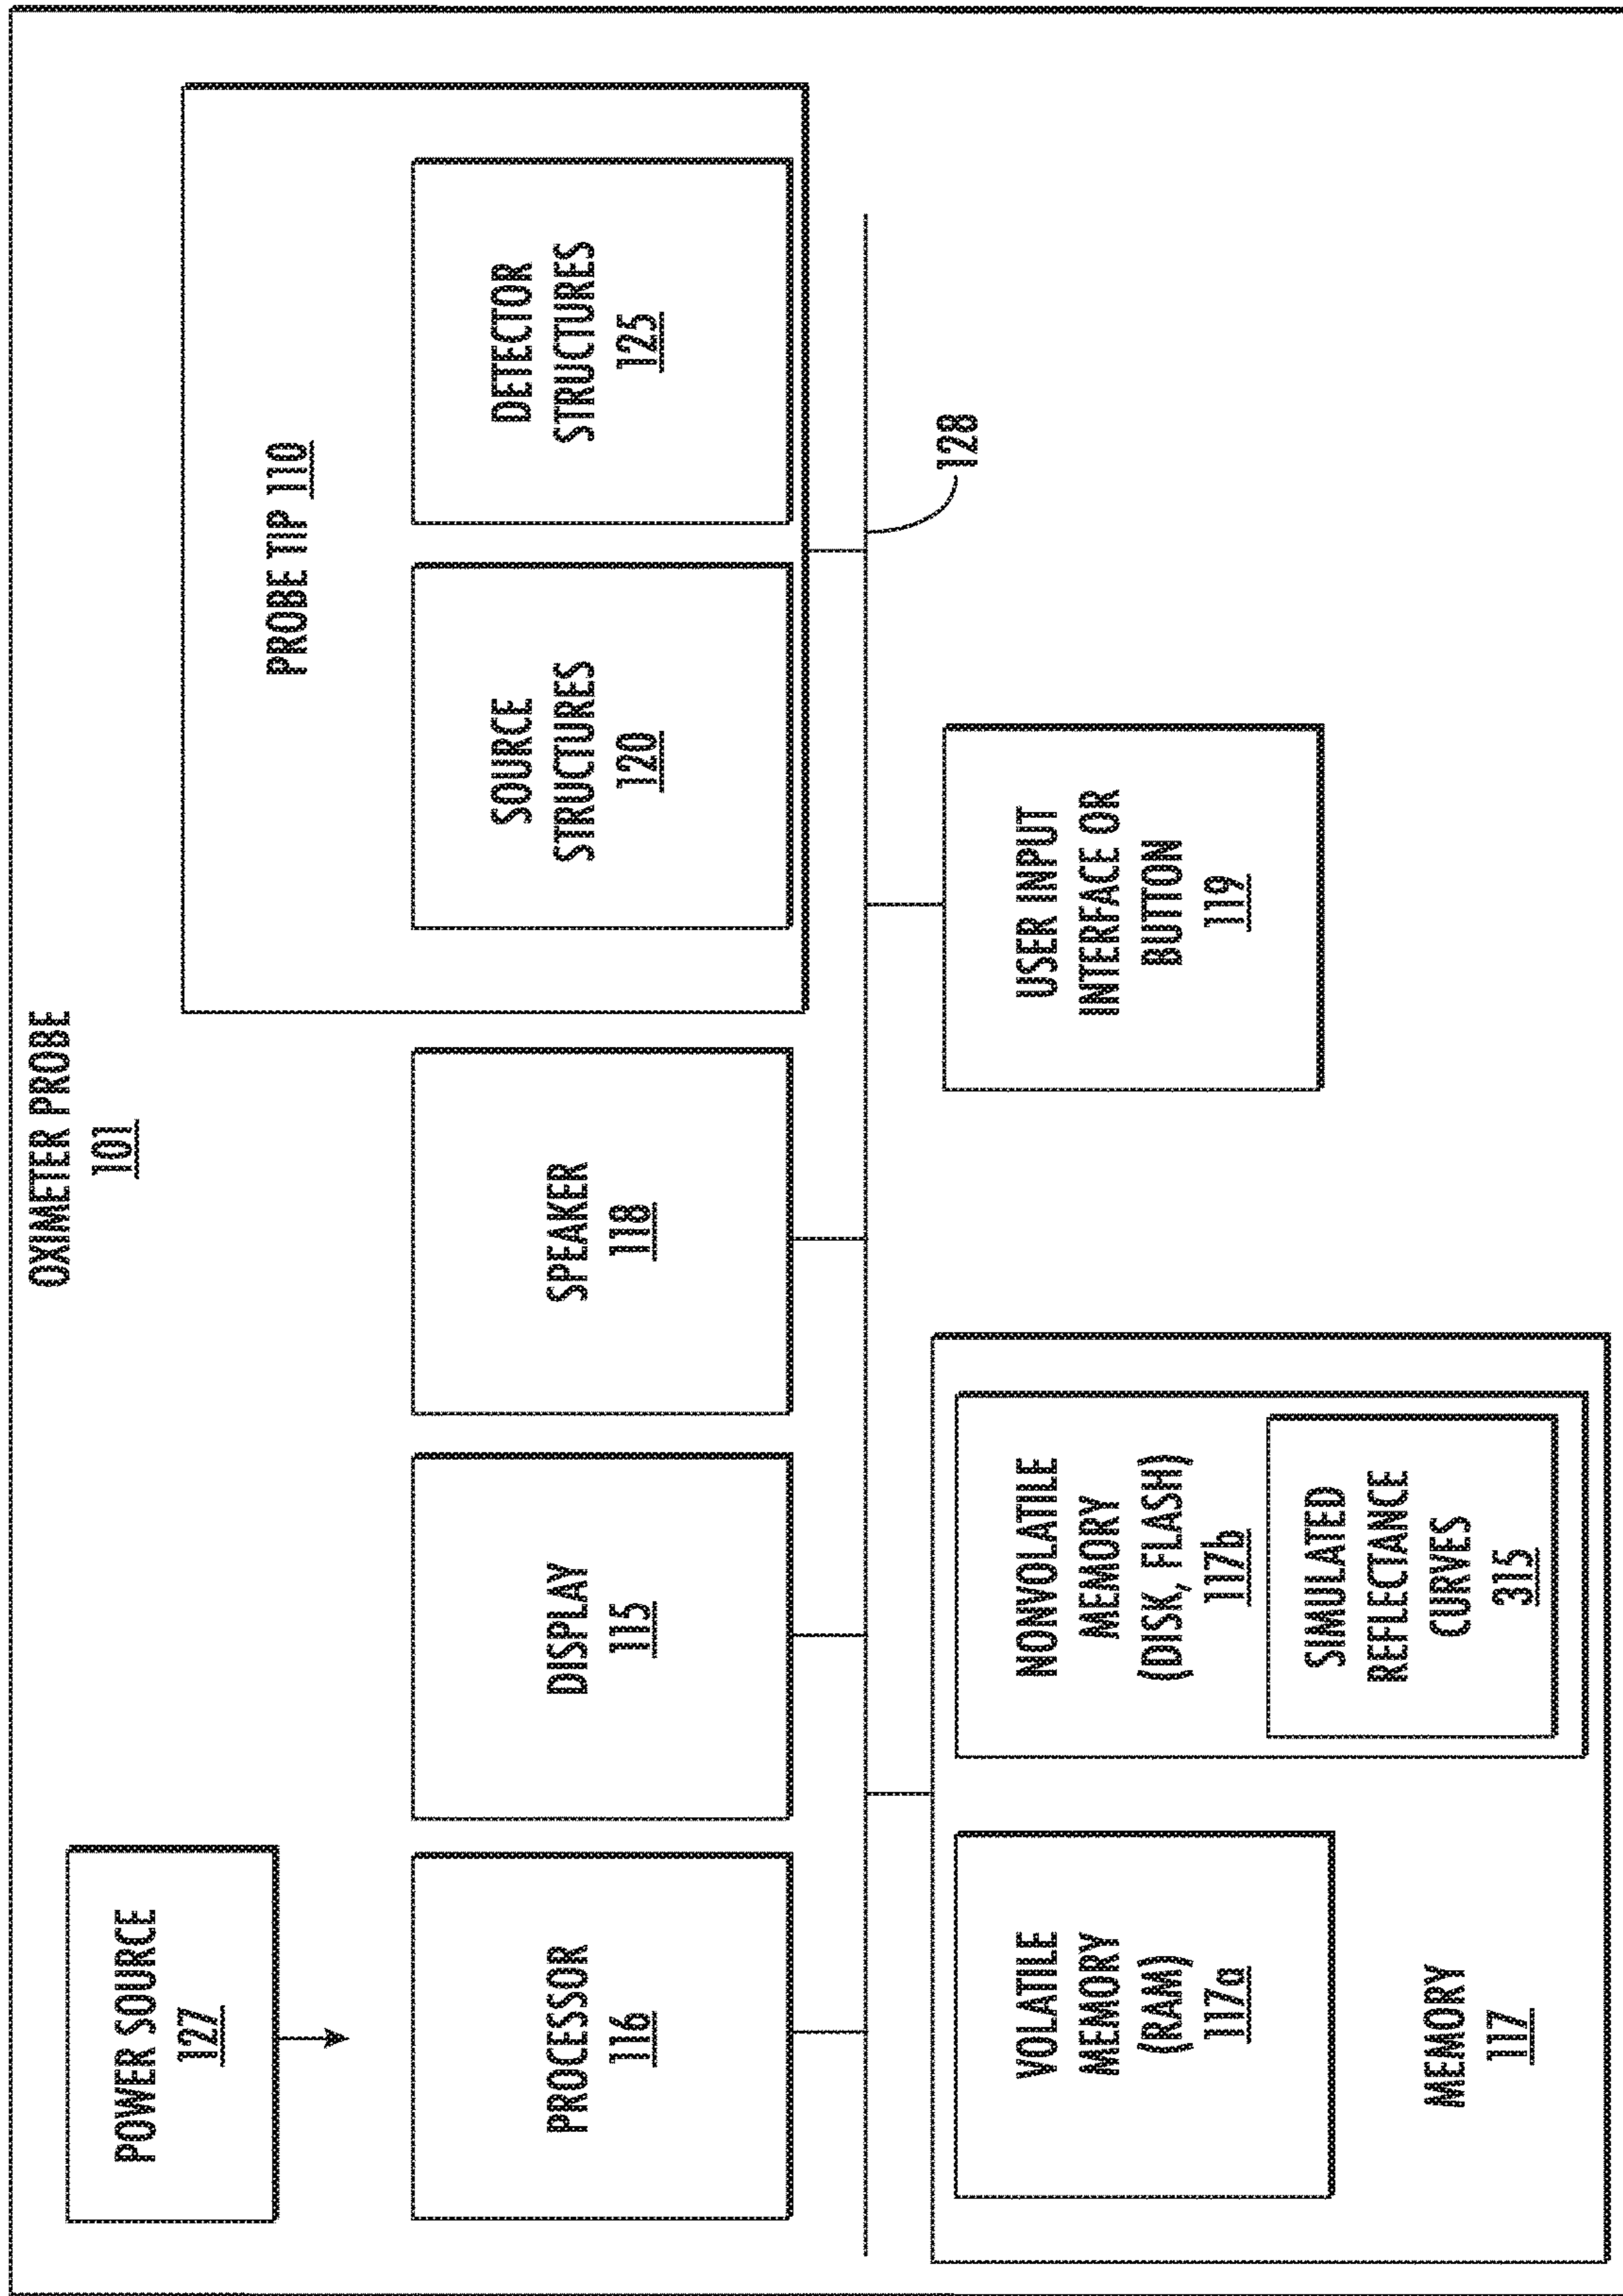 OXIMETER PROBE
101
POWER SOURCE
127
PROBE TIP 110
PROCESSOR
116
DISPLAY
115
SPEAKER
118
SOURCE
STRUCTURES
120
DETECTOR
STRUCTURES
125
128
VOLATILE
MEMORY
(RAM)
117a
MEMORY
117
NONVOLATILE
MEMORY
(DISK, FLASH)
117b
SIMULATED
REFLECTANCE
CURVES
315
USER INPUT
INTERFACE OR
BUTTON
119